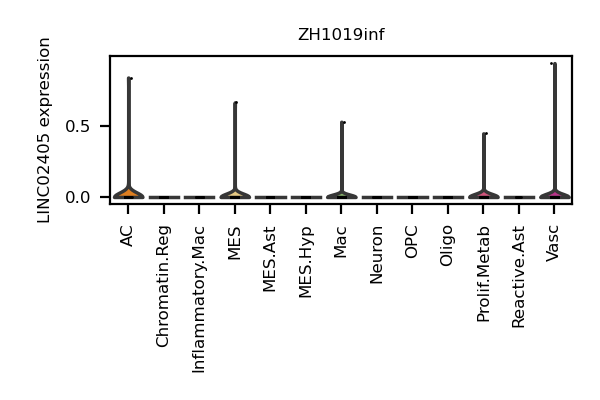 ZH1019inf
LINC02405 expression
0.5
0.0
AC
Chromatin.Reg
Inflammatory.Mac
MES
MES.Ast
MES.Hyp
Mac
Neuron
OPC
Oligo
Prolif.Metab
Reactive.Ast
Vasc